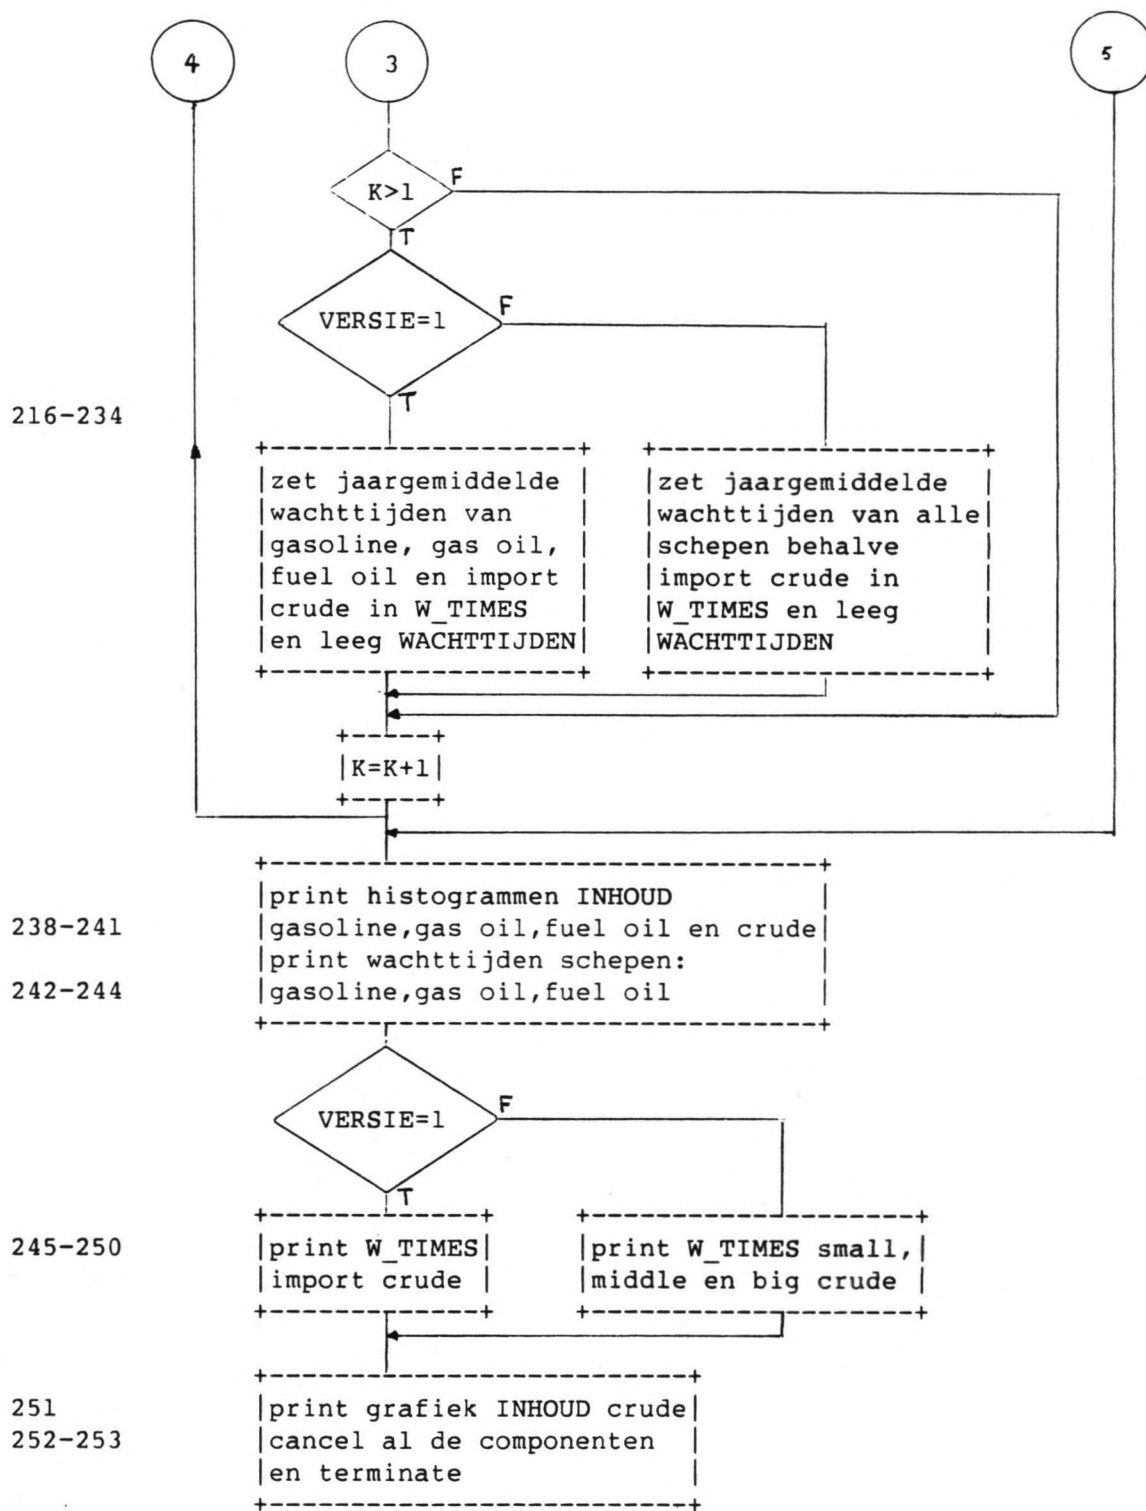 4
3
5
K>1
F
T
VERSIE=1
F
T
216-234
zet jaargemiddelde
wachttijden van
gasoline, gas oil,
fuel oil en import
crude in W_TIMES
en leeg WACHTTIJDEN
zet jaargemiddelde
wachttijden van alle
schepen behalve
import crude in
W_TIMES en leeg
WACHTTIJDEN
K=K+1
238-241
242-244
print histogrammen INHOUD
gasoline,gas oil,fuel oil en crude
print wachttijden schepen:
gasoline,gas oil,fuel oil
VERSIE=1
F
T
245-250
print W_TIMES
import crude
print W_TIMES small,
middle en big crude
251
252-253
print grafiek INHOUD crude
cancel al de componenten
en terminate